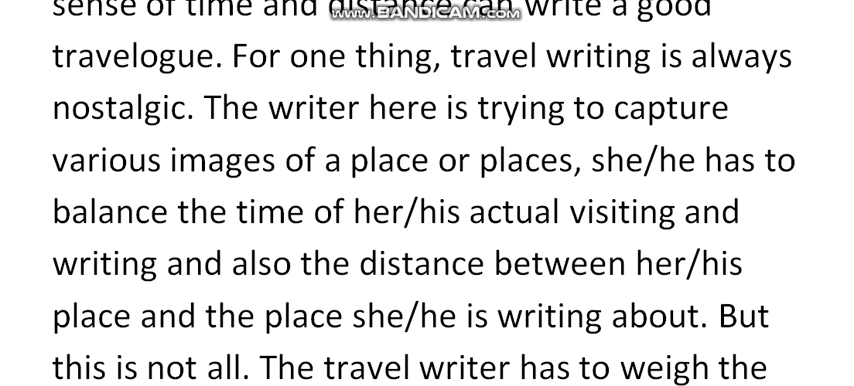 sense of time and distance can write a good
www.BANDICAM.com
travelogue. For one thing, travel writing is always
nostalgic. The writer here is trying to capture
various images of a place or places, she/he has to
balance the time of her/his actual visiting and
writing and also the distance between her/his
place and the place she/he is writing about. But
this is not all. The travel writer has to weigh the